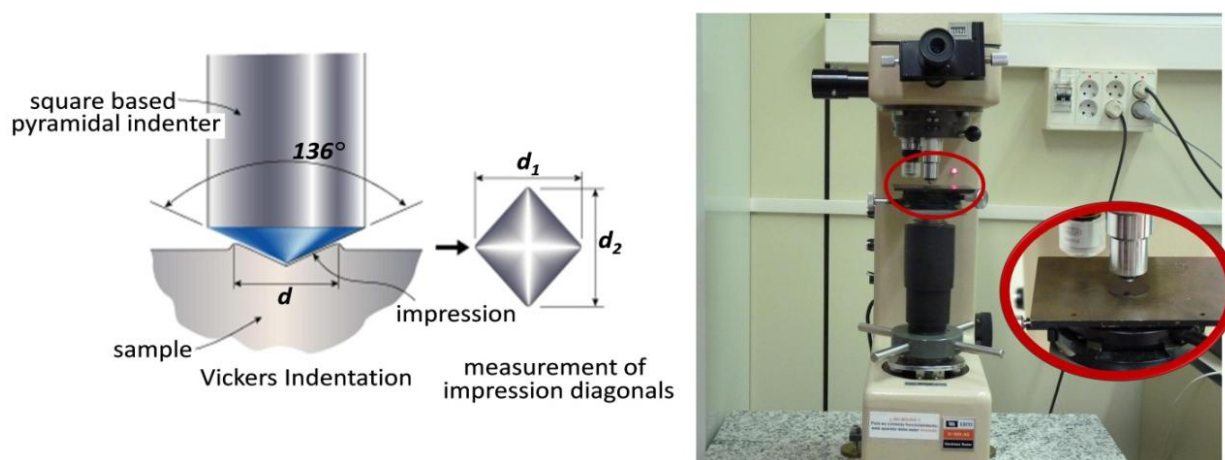 square based
pyramidal indenter
136°
d₁
d₂
d
impression
sample
Vickers Indentation
measurement of
impression diagonals